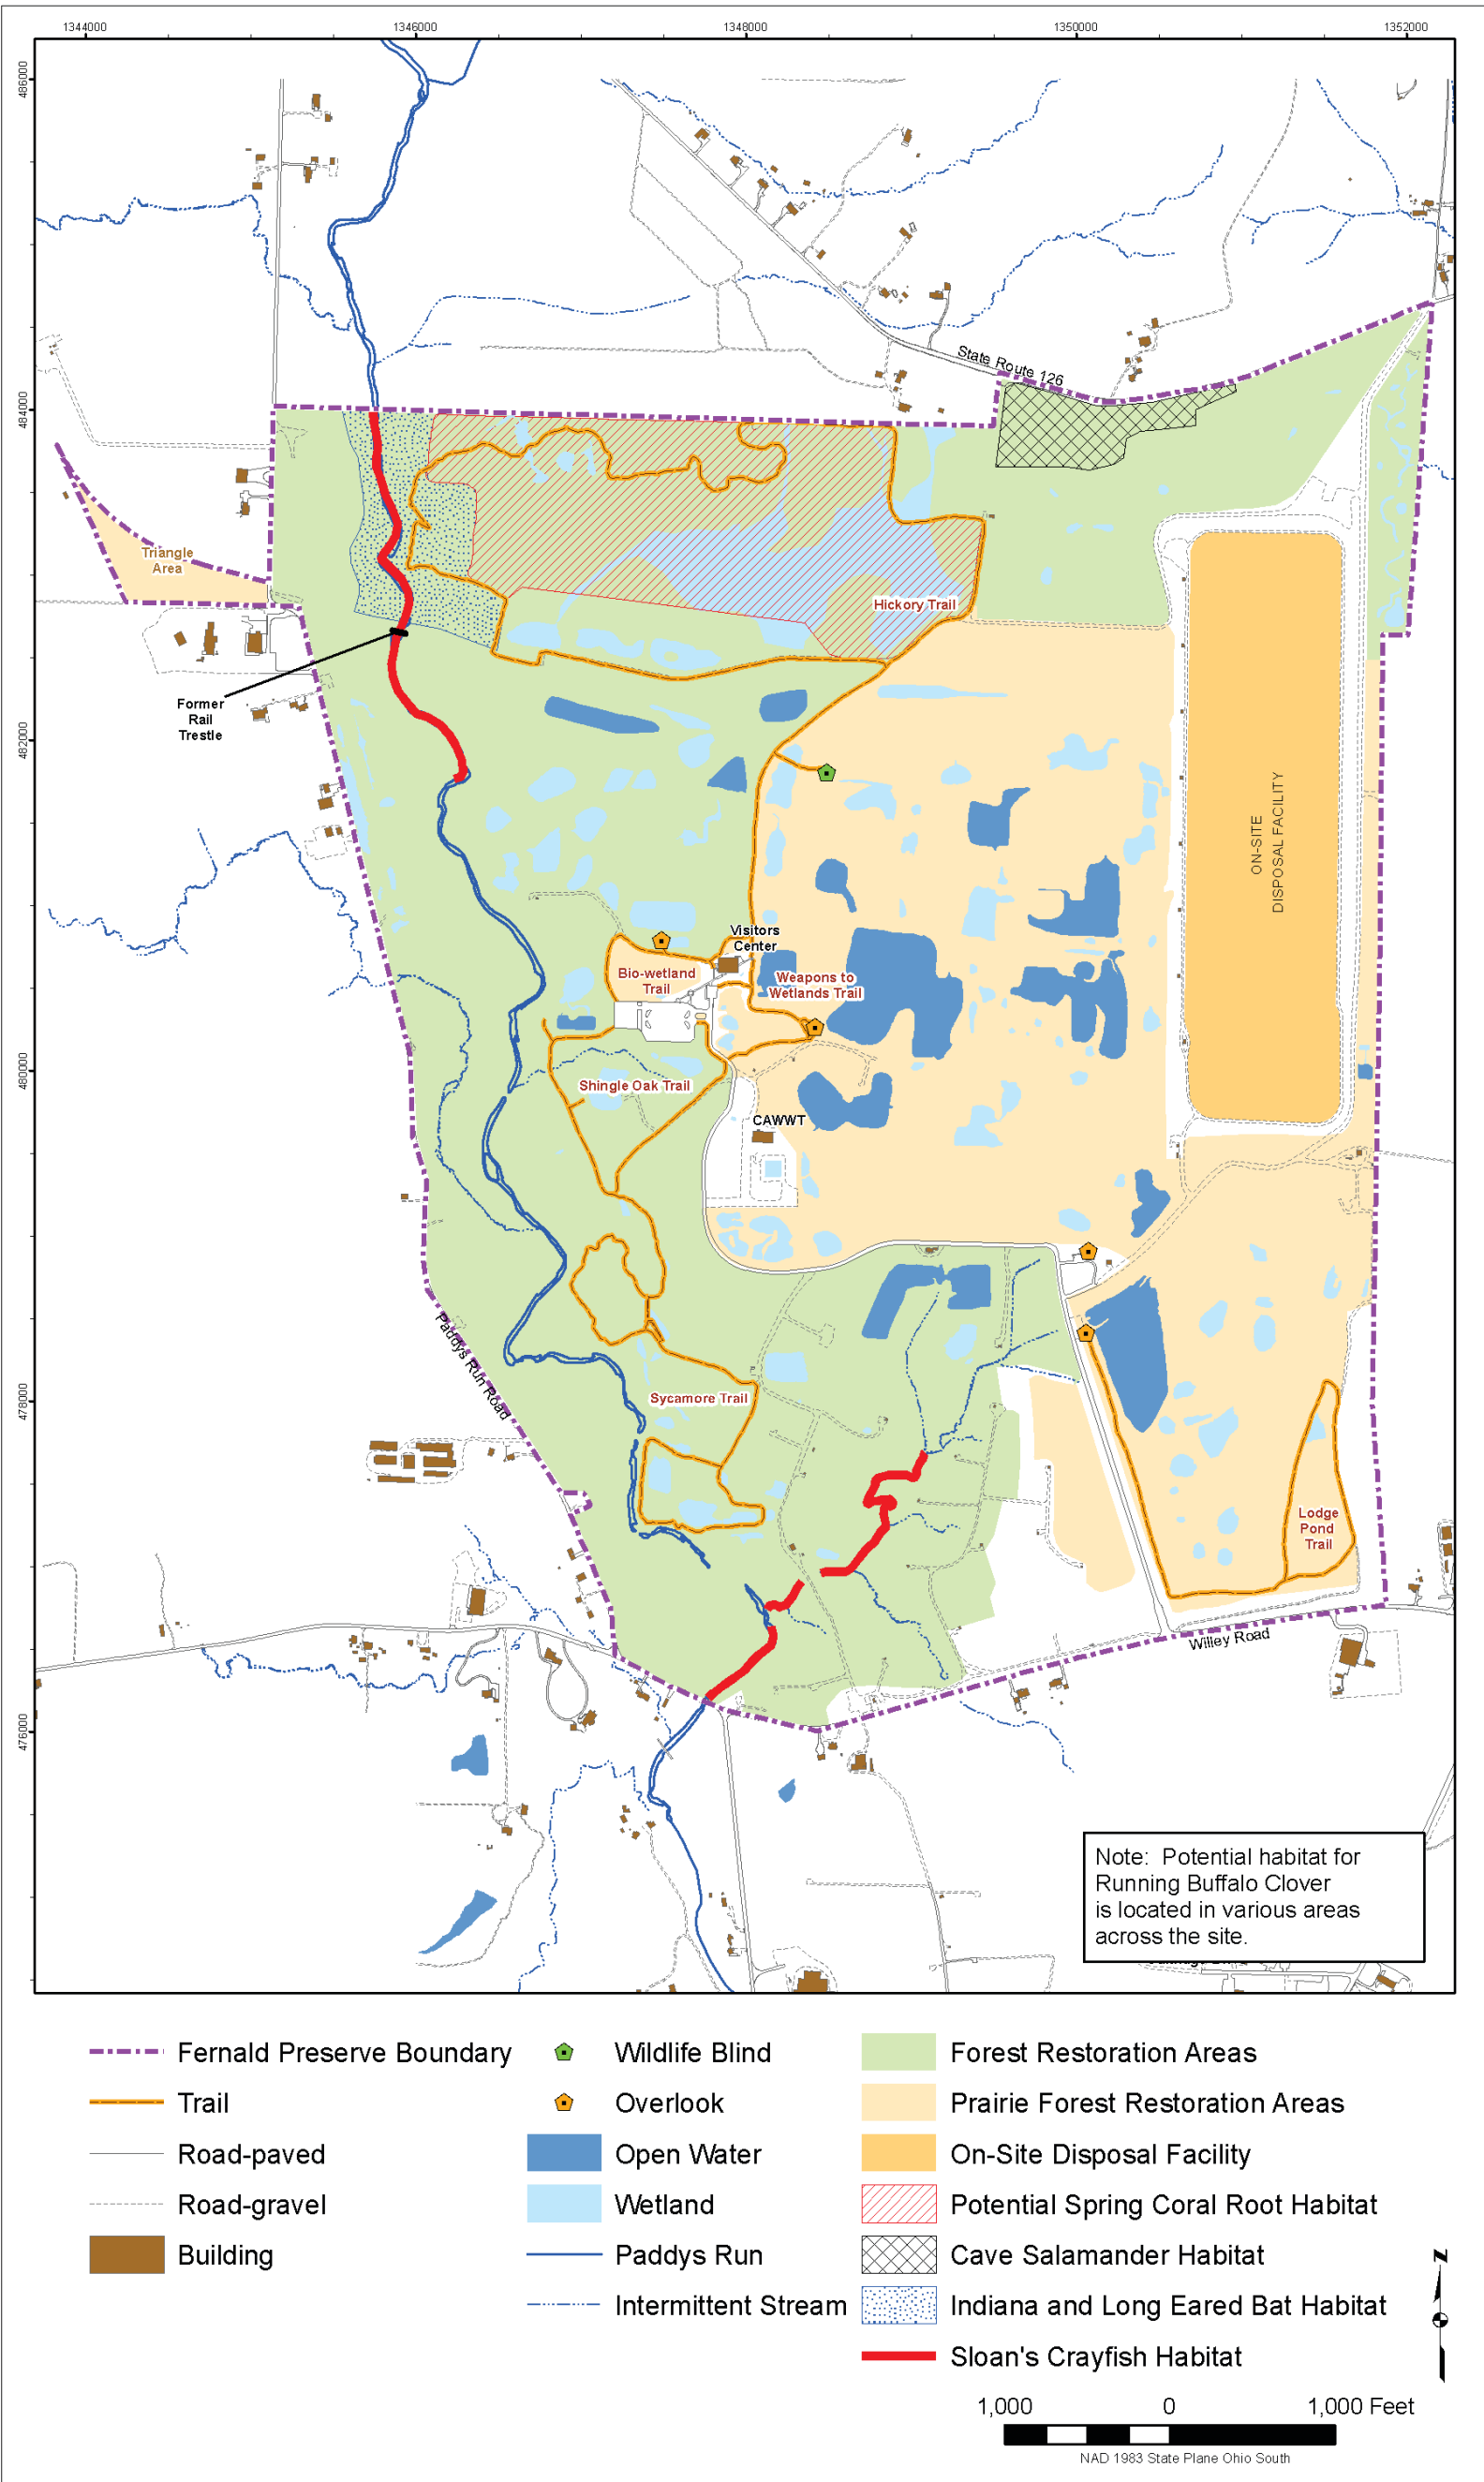 1344000
1346000
1348000
1350000
1352000
486000
484000
482000
480000
478000
476000
State Route 126
Triangle
Area
Hickory Trail
Former
Rail
Trestle
ON-SITE
DISPOSAL FACILITY
Visitors
Center
Bio-wetland
Trail
Weapons to
Wetlands Trail
Shingle Oak Trail
CAWWT
Paddys Run Road
Sycamore Trail
Lodge
Pond
Trail
Willey Road
Note: Potential habitat for
Running Buffalo Clover
is located in various areas
across the site.
Fernald Preserve Boundary
Trail
Road-paved
Road-gravel
Building
Wildlife Blind
Overlook
Open Water
Wetland
Paddys Run
Intermittent Stream
Forest Restoration Areas
Prairie Forest Restoration Areas
On-Site Disposal Facility
Potential Spring Coral Root Habitat
Cave Salamander Habitat
Indiana and Long Eared Bat Habitat
Sloan's Crayfish Habitat
N
1,000 0 1,000 Feet
NAD 1983 State Plane Ohio South